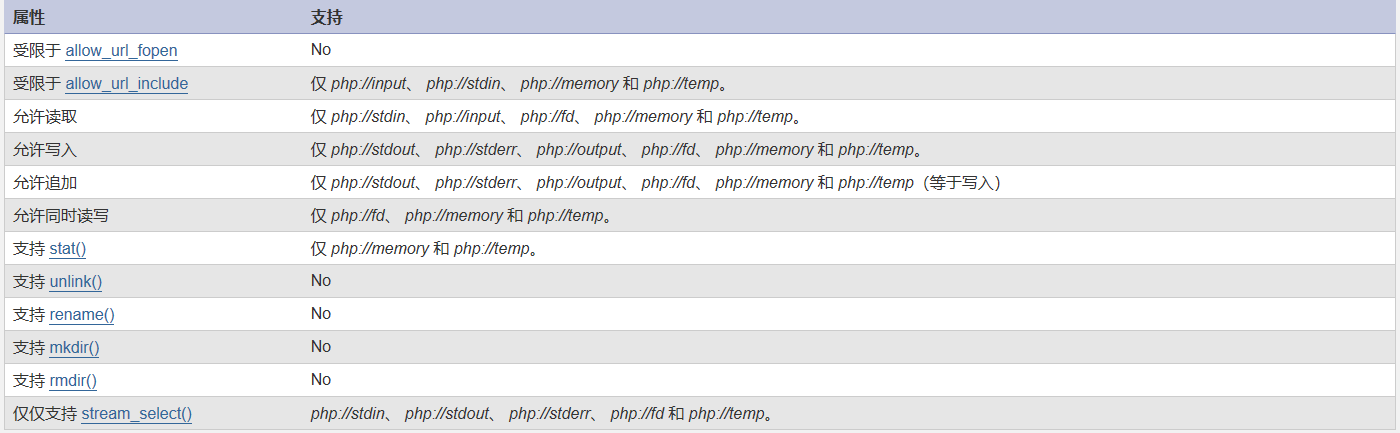 属性 支持
受限于 allow_url_fopen No
受限于 allow_url_include 仅 php://input、 php://stdin、 php://memory 和 php://temp。
允许读取 仅 php://stdin、 php://input、 php://fd、 php://memory 和 php://temp。
允许写入 仅 php://stdout、 php://stderr、 php://output、 php://fd、 php://memory 和 php://temp。
允许追加 仅 php://stdout、 php://stderr、 php://output、 php://fd、 php://memory 和 php://temp（等于写入）
允许同时读写 仅 php://fd、 php://memory 和 php://temp。
支持 stat() 仅 php://memory 和 php://temp。
支持 unlink() No
支持 rename() No
支持 mkdir() No
支持 rmdir() No
仅仅支持 stream_select() php://stdin、 php://stdout、 php://stderr、 php://fd 和 php://temp。